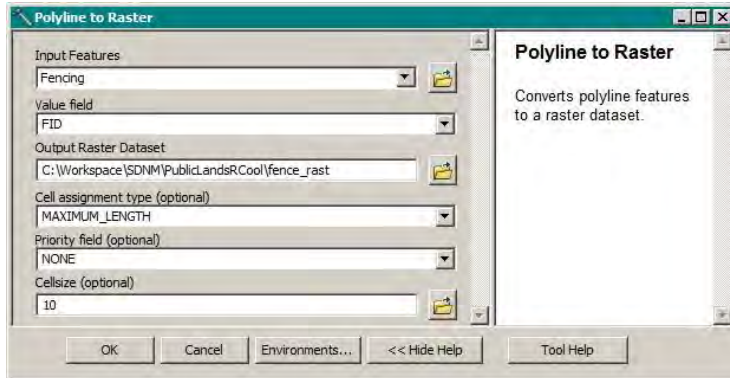 Polyline to Raster
Input Features
Fencing
Value field
FID
Output Raster Dataset
C:\Workspace\SDNM\PublicLandsRCool\fence_rast
Cell assignment type (optional)
MAXIMUM_LENGTH
Priority field (optional)
NONE
Cellsize (optional)
10
Polyline to Raster
Converts polyline features
to a raster dataset.
OK
Cancel
Environments...
<< Hide Help
Tool Help